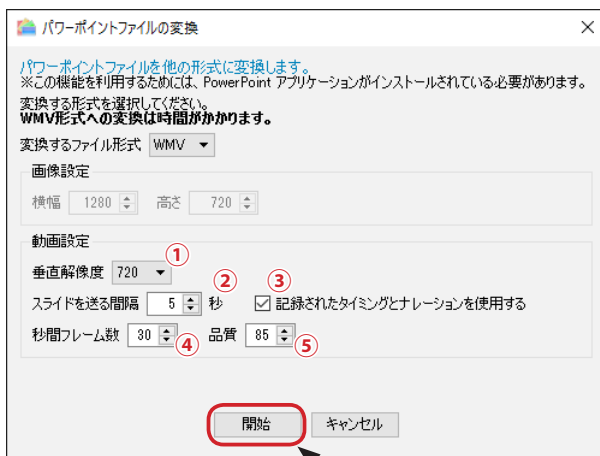 パワーポイントファイルの変換
パワーポイントファイルを他の形式に変換します。
※この機能を利用するためには、PowerPoint アプリケーションがインストールされている必要があります。
変換する形式を選択してください。
WMV形式への変換は時間がかかります。
変換するファイル形式 WMV
画像設定
横幅 1280 高さ 720
動画設定
垂直解像度 720 ①
スライドを送る間隔 5 秒 ② ③ 記録されたタイミングとナレーションを使用する
秒間フレーム数 30 ④ 品質 85 ⑤
開始 キャンセル